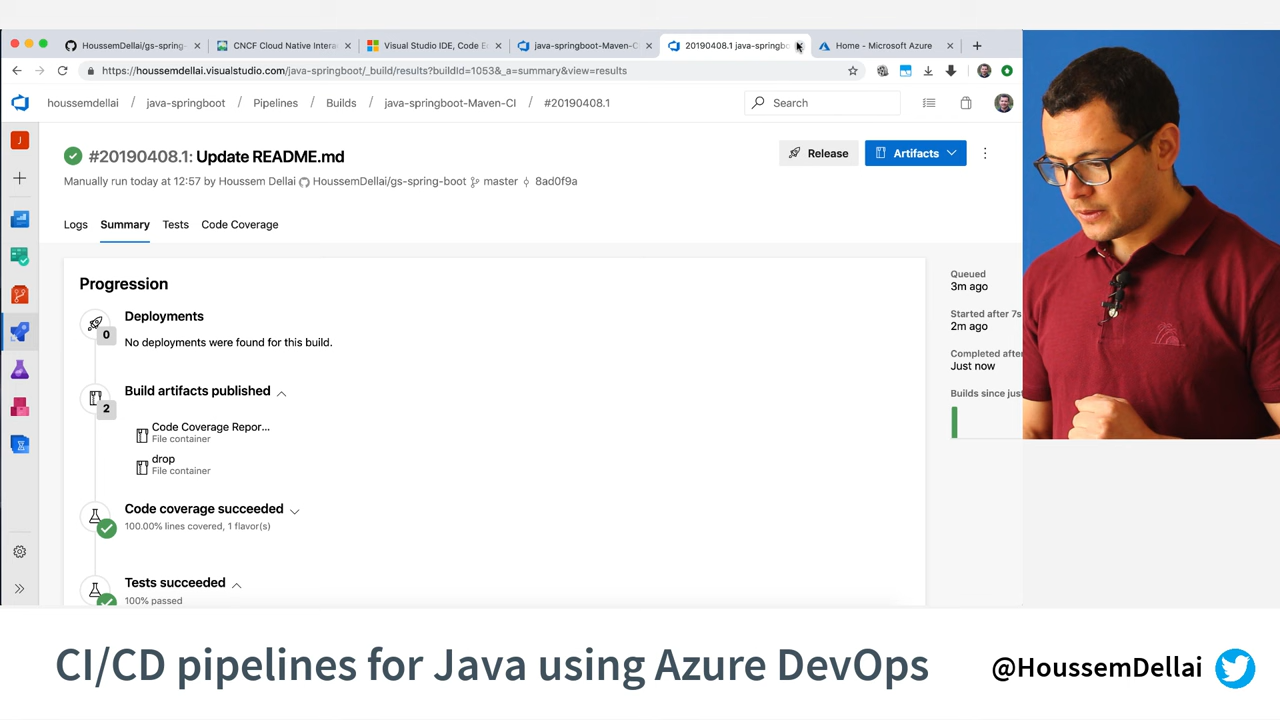 HoussemDellai/gs-spring-
CNCF Cloud Native Intera
Visual Studio IDE, Code E
java-springboot-Maven-C
20190408.1 java-springbo
Home - Microsoft Azure
https://houssemdellai.visualstudio.com/java-springboot/_build/results?buildId=1053&_a=summary&view=results
houssemdellai / java-springboot / Pipelines / Builds / java-springboot-Maven-CI / #20190408.1
Search
J
#20190408.1: Update README.md
Release
Artifacts
Manually run today at 12:57 by Houssem Dellai HoussemDellai/gs-spring-boot master 8ad0f9a
Logs
Summary
Tests
Code Coverage
Progression
Deployments
0
No deployments were found for this build.
Build artifacts published
2
Code Coverage Repor...
File container
drop
File container
Code coverage succeeded
100.00% lines covered, 1 flavor(s)
Tests succeeded
100% passed
Queued
3m ago
Started after 7s
2m ago
Completed after
Just now
Builds since just
CI/CD pipelines for Java using Azure DevOps
@HoussemDellai